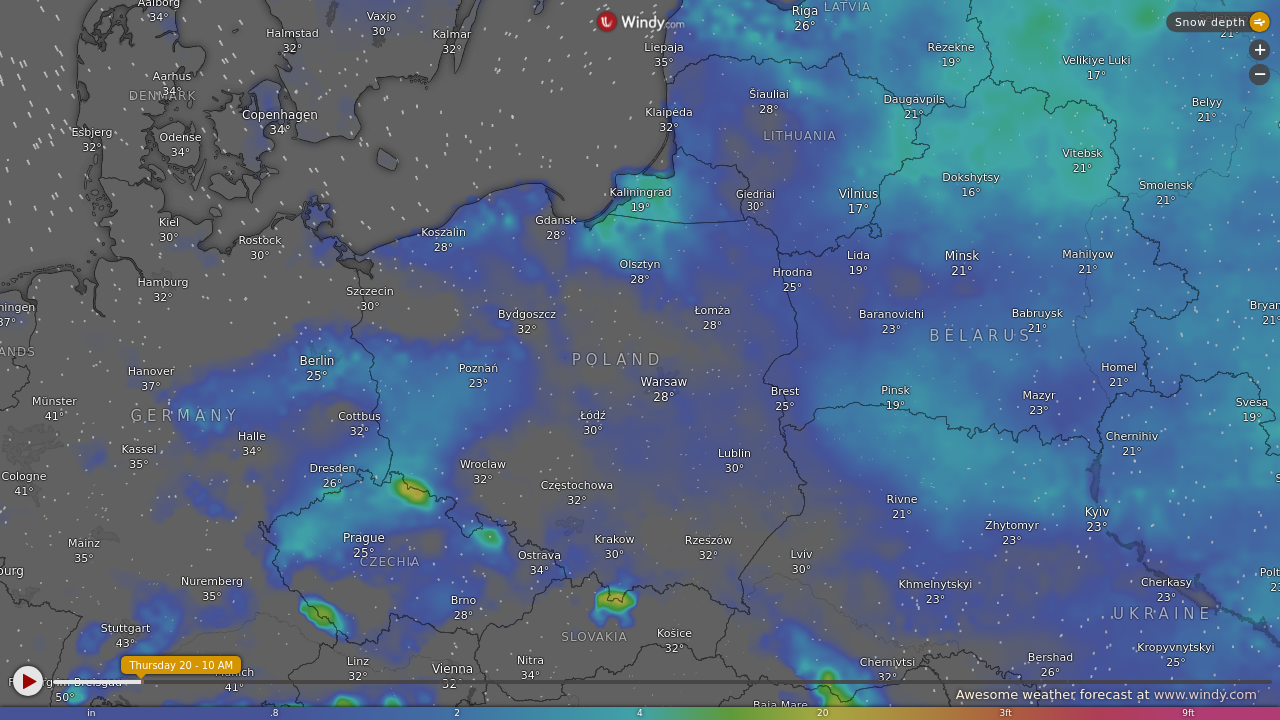 Aalborg
34°
Vaxjo
30°
Halmstad
32°
Kalmar
32°
Windy.com
Riga
26°
LATVIA
Snow depth
21°
Liepaja
35°
Rēzekne
19°
Velikiye Luki
17°
+
−
Aarhus
34°
DENMARK
Šiauliai
28°
Daugavpils
21°
Belyy
21°
Copenhagen
34°
Klaipėda
32°
Esbjerg
32°
Odense
34°
LITHUANIA
Vitebsk
21°
Dokshytsy
16°
Smolensk
21°
Kaliningrad
19°
Giedriai
30°
Vilnius
17°
Kiel
30°
Rostock
30°
Koszalin
28°
Gdansk
28°
Olsztyn
28°
Hrodna
25°
Lida
19°
Minsk
21°
Mahilyow
21°
Hamburg
32°
Szczecin
30°
ningen
37°
Bydgoszcz
32°
Łomża
28°
Baranovichi
23°
Babruysk
21°
Bryan
21°
BELARUS
ANDS
POLAND
Berlin
25°
Poznań
23°
Hanover
37°
Warsaw
28°
Homel
21°
Brest
25°
Pinsk
19°
Mazyr
23°
Svesa
19°
Münster
41°
GERMANY
Cottbus
32°
Łódź
30°
Halle
34°
Kassel
35°
Chernihiv
21°
Dresden
26°
Wroclaw
32°
Lublin
30°
Cologne
41°
Częstochowa
32°
Rivne
21°
Kyiv
23°
Zhytomyr
23°
Mainz
35°
Prague
25°
CZECHIA
Krakow
30°
Rzeszow
32°
Ostrava
34°
Lviv
30°
Nuremberg
35°
Khmelnytskyi
23°
Cherkasy
23°
Brno
28°
UKRAINE
Stuttgart
43°
SLOVAKIA
Košice
32°
Kropyvnytskyi
25°
Thursday 20 - 10 AM
Linz
32°
Vienna
32°
Nitra
34°
Chernivtsi
32°
Bershad
26°
41°
50°
Awesome weather forecast at www.windy.com
Baia Mare
in .8 2 4 20 3ft 9ft